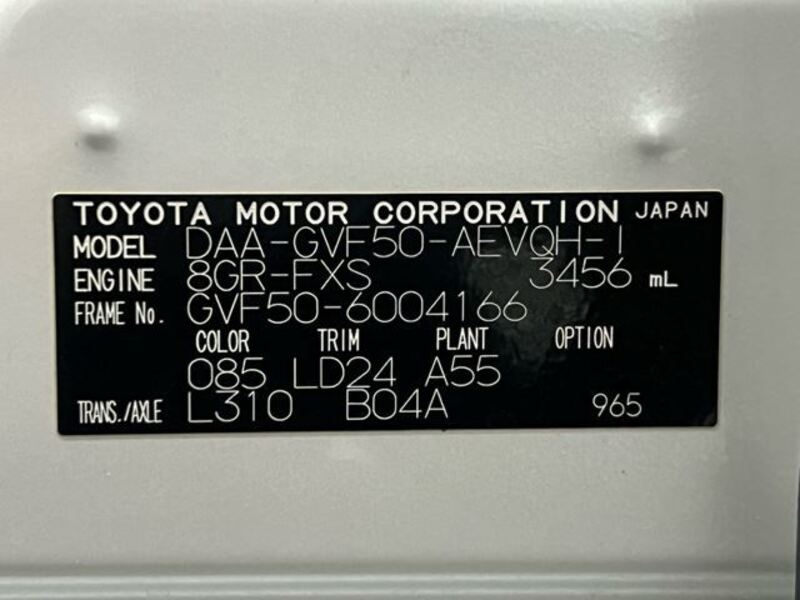 TOYOTA MOTOR CORPORATION JAPAN
MODEL DAA-GVF50-AEVQH-I
ENGINE 8GR-FXS 3456 mL
FRAME No. GVF50-6004166
COLOR TRIM PLANT OPTION
085 LD24 A55
TRANS./AXLE L310 B04A 965